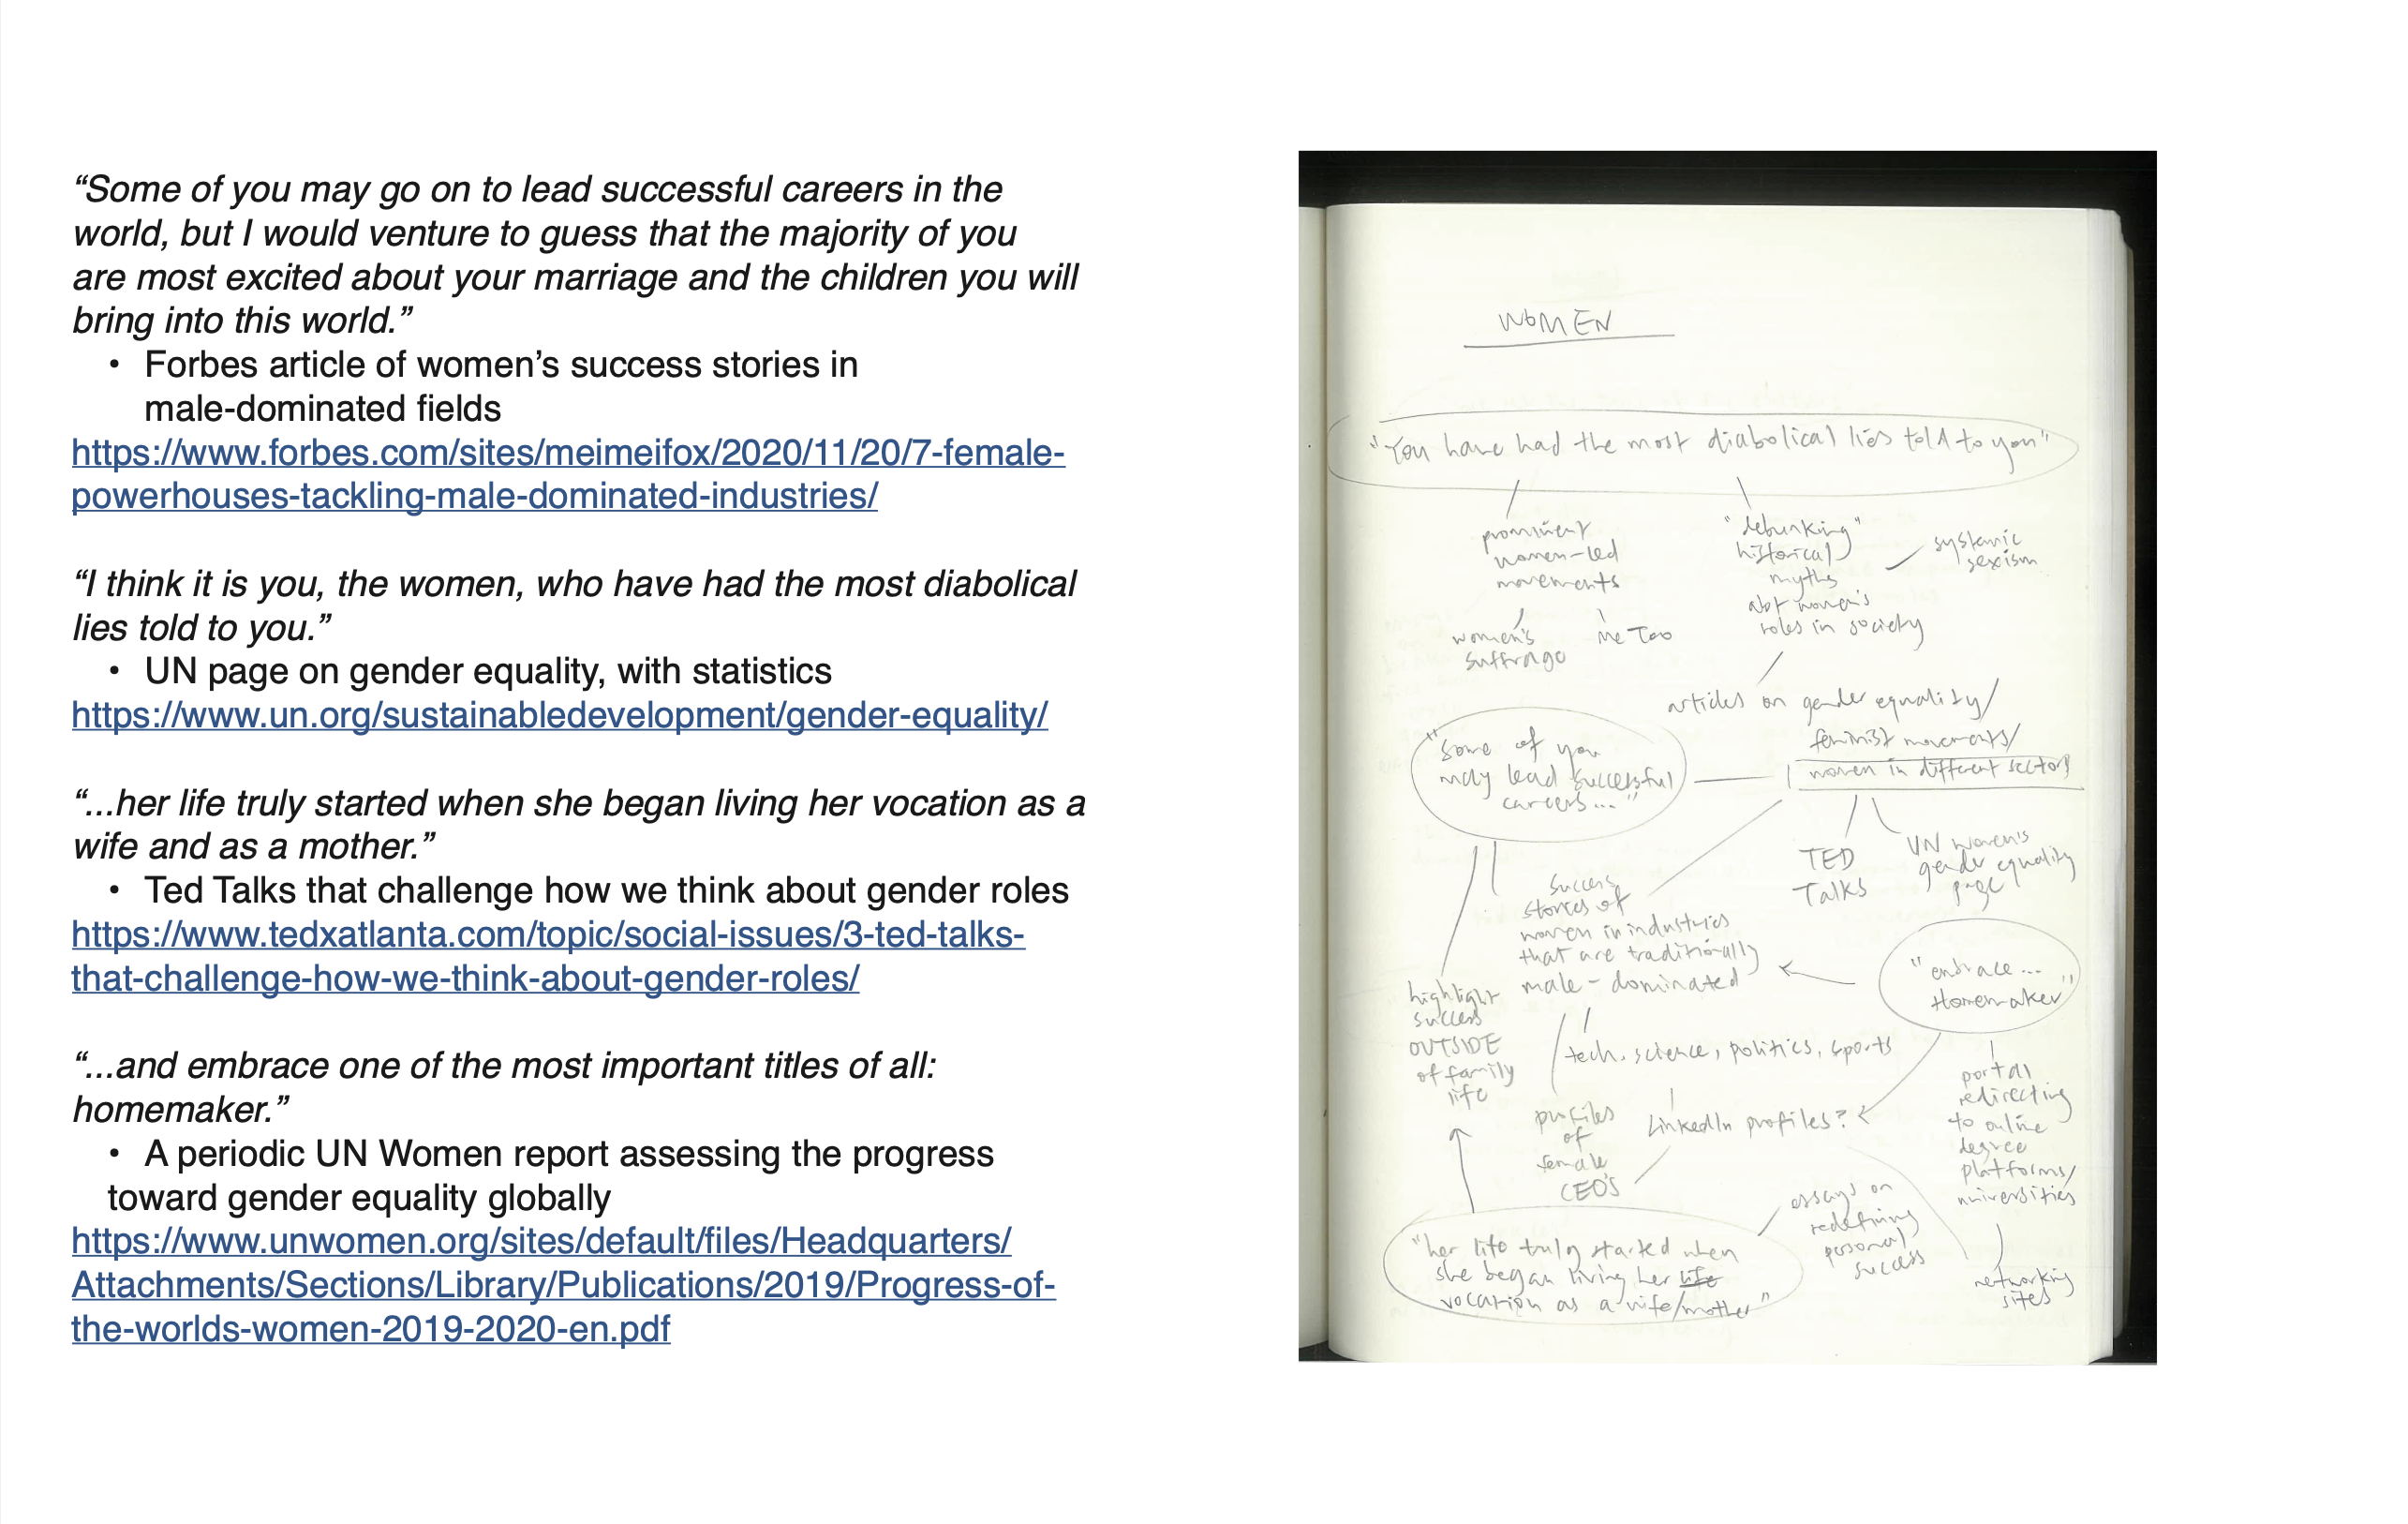 “Some of you may go on to lead successful careers in the
world, but I would venture to guess that the majority of you
are most excited about your marriage and the children you will
bring into this world.”
• Forbes article of women’s success stories in
male-dominated fields
https://www.forbes.com/sites/meimeifox/2020/11/20/7-female-
powerhouses-tackling-male-dominated-industries/
“I think it is you, the women, who have had the most diabolical
lies told to you.”
• UN page on gender equality, with statistics
https://www.un.org/sustainabledevelopment/gender-equality/
“...her life truly started when she began living her vocation as a
wife and as a mother.”
• Ted Talks that challenge how we think about gender roles
https://www.tedxatlanta.com/topic/social-issues/3-ted-talks-
that-challenge-how-we-think-about-gender-roles/
“...and embrace one of the most important titles of all:
homemaker.”
• A periodic UN Women report assessing the progress
toward gender equality globally
https://www.unwomen.org/sites/default/files/Headquarters/
Attachments/Sections/Library/Publications/2019/Progress-of-
the-worlds-women-2019-2020-en.pdf
WOMEN
"You have had the most diabolical lies told to you"
prominent
women-led
movements
women's
suffrage
Me Too
"debunking"
historical
myths
abt women's
roles in society
systemic
sexism
articles on gender equality/
feminist movements/
women in different sectors
"some of you
may lead successful
careers..."
TED
Talks
UN Women's
gender equality
page
success
stories of
women in industries
that are traditionally
male-dominated
"embrace...
Homemaker"
highlight
success
OUTSIDE
of family
life
tech, science, politics, sports
profiles
of
female
CEO's
LinkedIn profiles?
portal
redirecting
to online
degree
platforms/
universities
networking
sites
essays on
redefining
personal
success
"her life truly started when
she began living her life
vocation as a wife/mother"